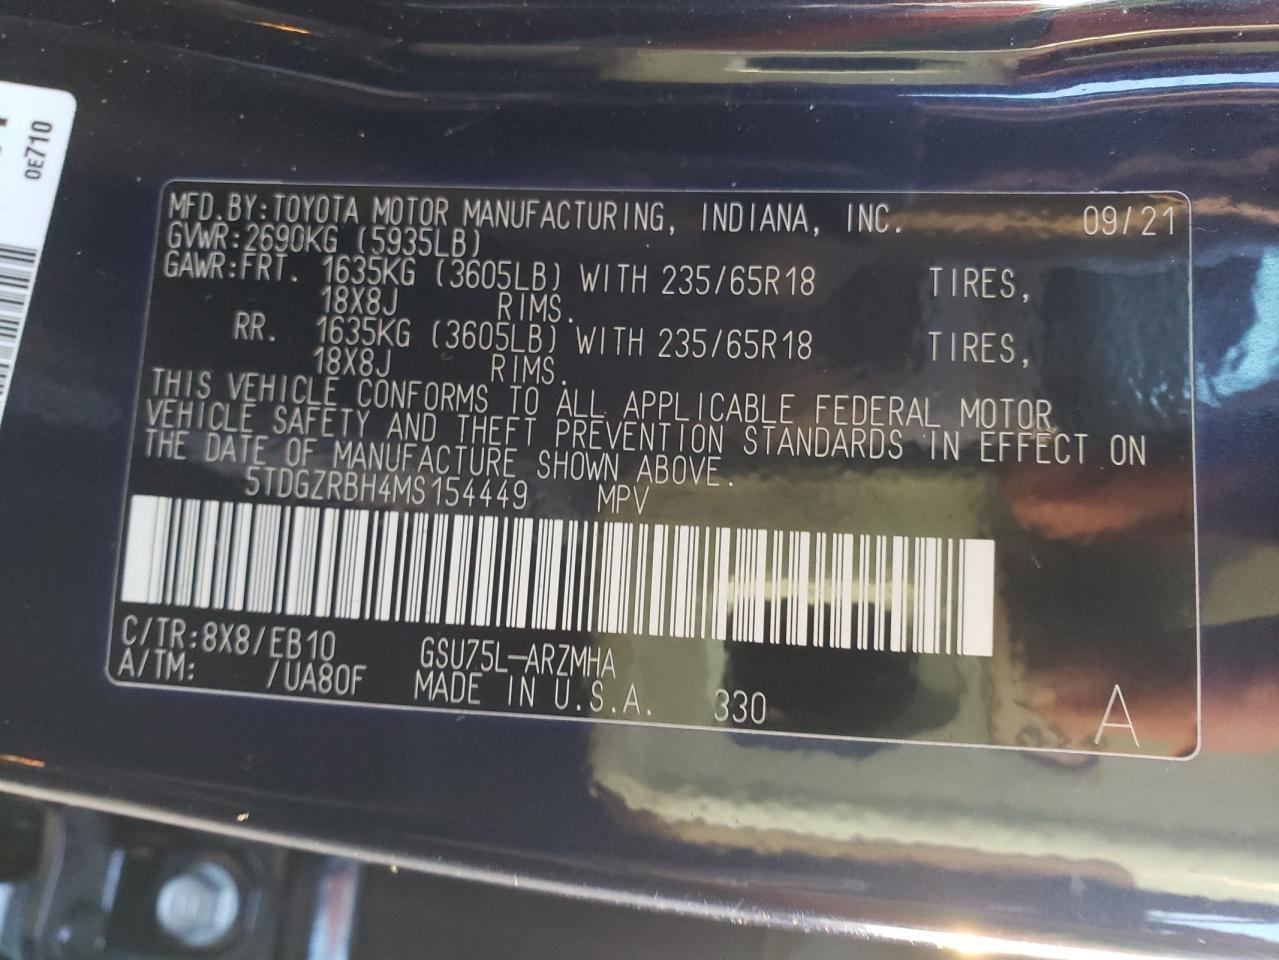 0E710
MFD.BY:TOYOTA MOTOR MANUFACTURING, INDIANA, INC. 09/21
GVWR:2690KG (5935LB)
GAWR:FRT. 1635KG (3605LB) WITH 235/65R18 TIRES,
18X8J RIMS.
RR. 1635KG (3605LB) WITH 235/65R18 TIRES,
18X8J RIMS.
THIS VEHICLE CONFORMS TO ALL APPLICABLE FEDERAL MOTOR
VEHICLE SAFETY AND THEFT PREVENTION STANDARDS IN EFFECT ON
THE DATE OF MANUFACTURE SHOWN ABOVE.
5TDGZRBH4MS154449 MPV
C/TR:8X8/EB10 GSU75L-ARZMHA
A/TM: /UA80F MADE IN U.S.A. 330 A